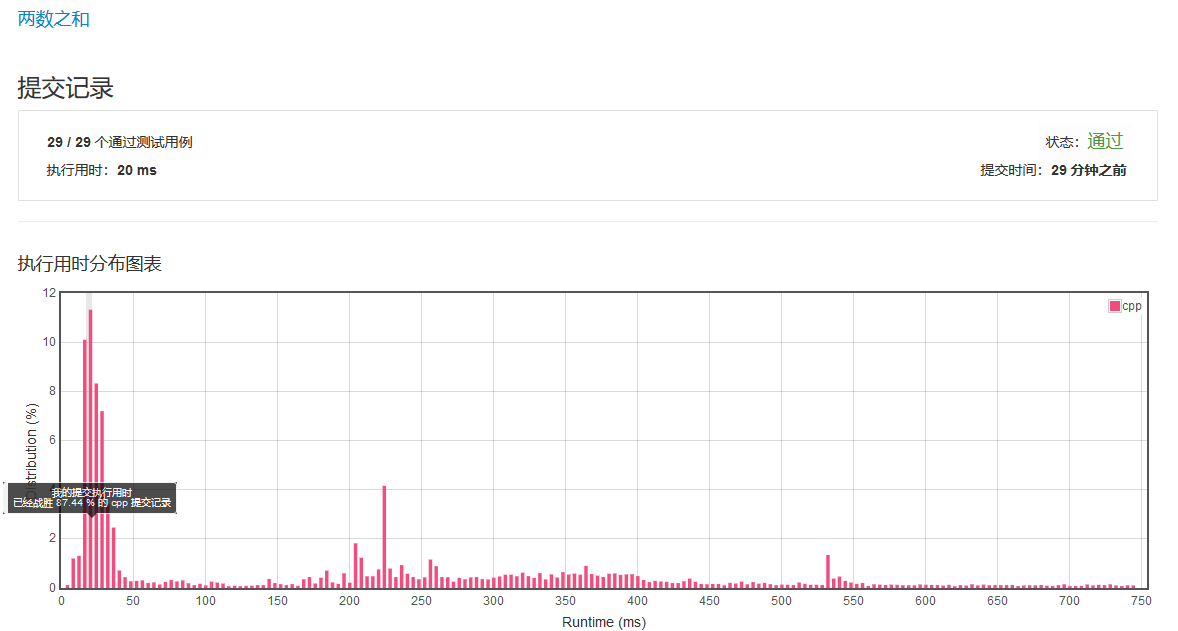 两数之和
提交记录
29 / 29 个通过测试用例
状态：通过
执行用时：20 ms
提交时间：29 分钟之前
执行用时分布图表
12
10
8
6
2
0
Distribution (%)
cpp
我的提交执行用时
已经战胜 87.44 % 的 cpp 提交记录
0 50 100 150 200 250 300 350 400 450 500 550 600 650 700 750
Runtime (ms)